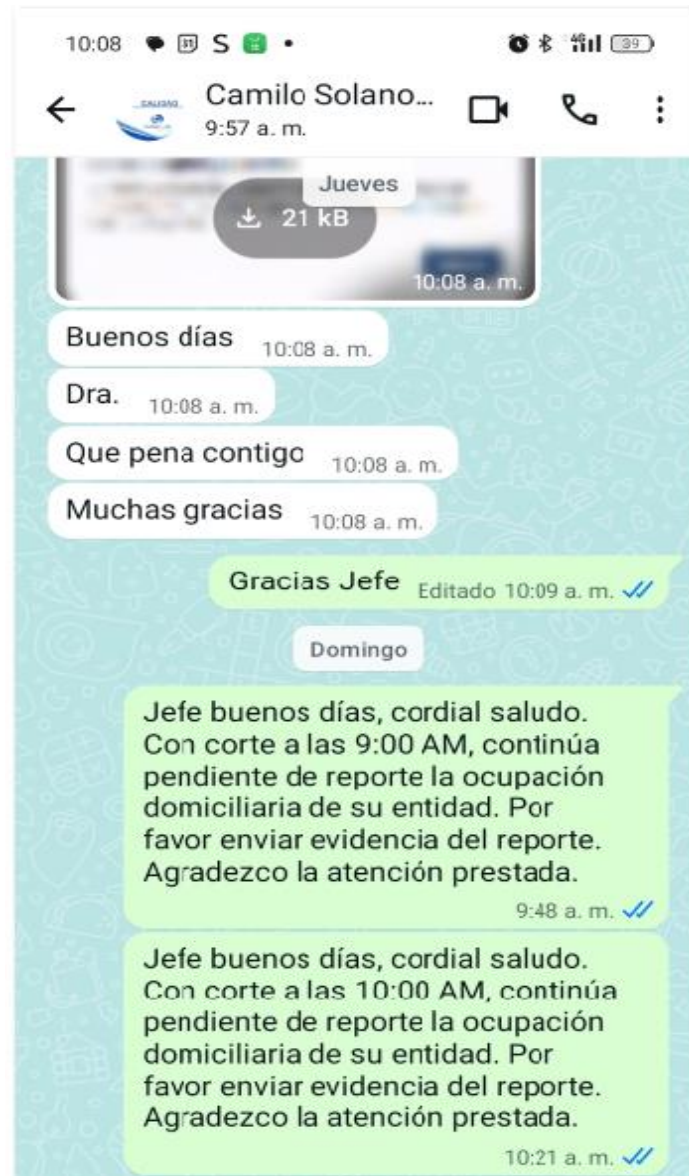 10:08 31 S 4G 39
CALIDAD
Camilo Solano...
9:57 a. m.
Jueves
21 kB
10:08 a. m.
Buenos días 10:08 a. m.
Dra. 10:08 a. m.
Que pena contigo 10:08 a. m.
Muchas gracias 10:08 a. m.
Gracias Jefe Editado 10:09 a. m.
Domingo
Jefe buenos días, cordial saludo.
Con corte a las 9:00 AM, continúa
pendiente de reporte la ocupación
domiciliaria de su entidad. Por
favor enviar evidencia del reporte.
Agradezco la atención prestada.
9:48 a. m.
Jefe buenos días, cordial saludo.
Con corte a las 10:00 AM, continúa
pendiente de reporte la ocupación
domiciliaria de su entidad. Por
favor enviar evidencia del reporte.
Agradezco la atención prestada.
10:21 a. m.